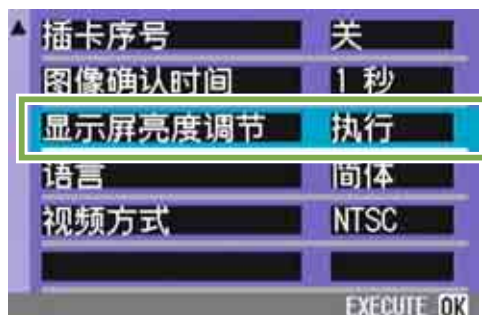 插卡序号 关
图像确认时间 1 秒
显示屏亮度调节 执行
语言 简体
视频方式 NTSC
EXECUTE OK